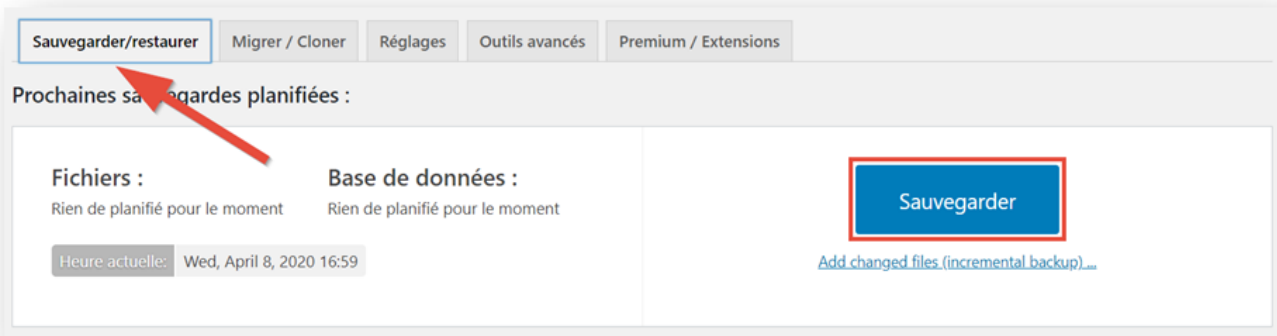 Sauvegarder/restaurer Migrer / Cloner Réglages Outils avancés Premium / Extensions
Prochaines sauvegardes planifiées :
Fichiers : Base de données :
Rien de planifié pour le moment Rien de planifié pour le moment
Sauvegarder
Heure actuelle: Wed, April 8, 2020 16:59
Add changed files (incremental backup) ...